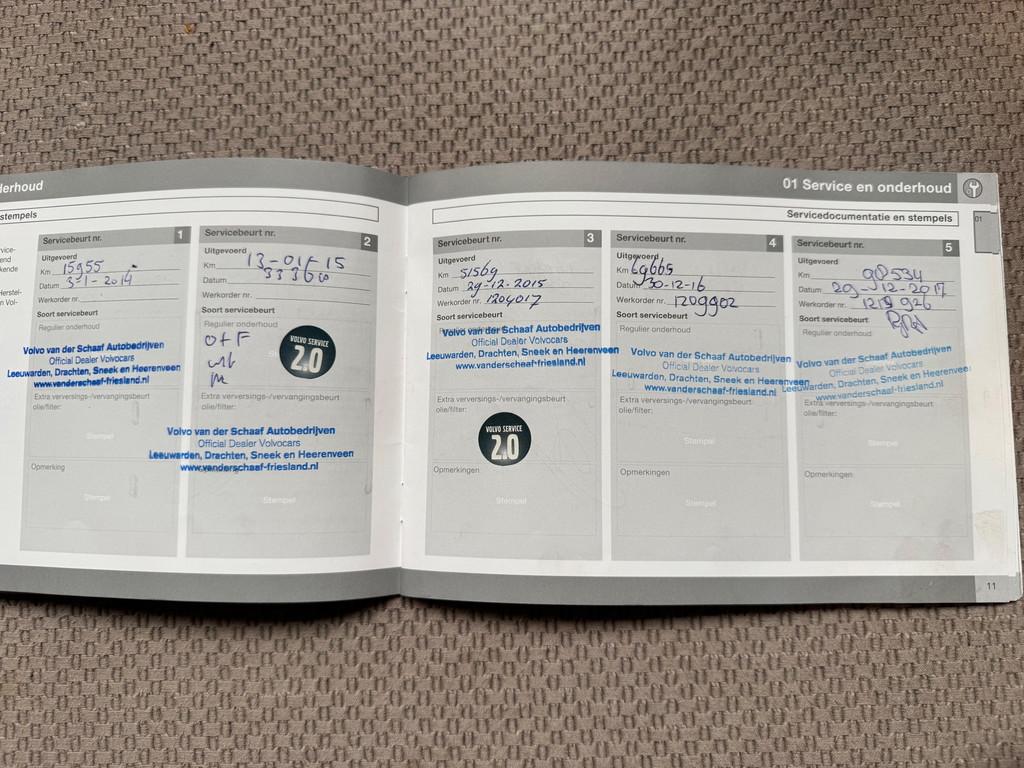 derhoud
stempels
Servicebeurt nr. 1
Uitgevoerd
Km 15955
Datum 3-1-2014
Werkorder nr.
Soort servicebeurt
Regulier onderhoud
Volvo van der Schaaf Autobedrijven
Official Dealer Volvocars
Leeuwarden, Drachten, Sneek en Heerenveen
www.vanderschaaf-friesland.nl
Extra verversings-/vervangingsbeurt
olie/filter:
Stempel
Opmerking
Stempel
Servicebeurt nr. 2
Uitgevoerd
Km 13-01-15
Datum
Werkorder nr.
Soort servicebeurt
Regulier onderhoud
VOLVO SERVICE
2.0
Extra verversings-/vervangingsbeurt
olie/filter:
Volvo van der Schaaf Autobedrijven
Official Dealer Volvocars
Leeuwarden, Drachten, Sneek en Heerenveen
www.vanderschaaf-friesland.nl
Stempel
01 Service en onderhoud
Servicedocumentatie en stempels
01
Servicebeurt nr. 3
Uitgevoerd
Km 51569
Datum 29-12-2015
Werkorder nr. 1204017
Soort servicebeurt
Volvo van der Schaaf Autobedrijven
Official Dealer Volvocars
Leeuwarden, Drachten, Sneek en Heerenveen
www.vanderschaaf-friesland.nl
Extra verversings-/vervangingsbeurt
olie/filter:
VOLVO SERVICE
2.0
Opmerkingen
Stempel
Servicebeurt nr. 4
Uitgevoerd
Km 69665
Datum 30-12-16
Werkorder nr. 1209902
Soort servicebeurt
Regulier onderhoud
Volvo van der Schaaf Autobedrijven
Official Dealer Volvocars
Leeuwarden, Drachten, Sneek en Heerenveen
www.vanderschaaf-friesland.nl
Extra verversings-/vervangingsbeurt
olie/filter:
Stempel
Opmerkingen
Stempel
Servicebeurt nr. 5
Uitgevoerd
Km
Datum 29-12-2017
Werkorder nr.
Soort servicebeurt
Regulier onderhoud
Volvo van der Schaaf Autobedrijven
Official Dealer Volvocars
Leeuwarden, Drachten, Sneek en Heerenveen
www.vanderschaaf-friesland.nl
Extra verversings-/vervangingsbeurt
olie/filter:
Stempel
Opmerkingen
Stempel
11